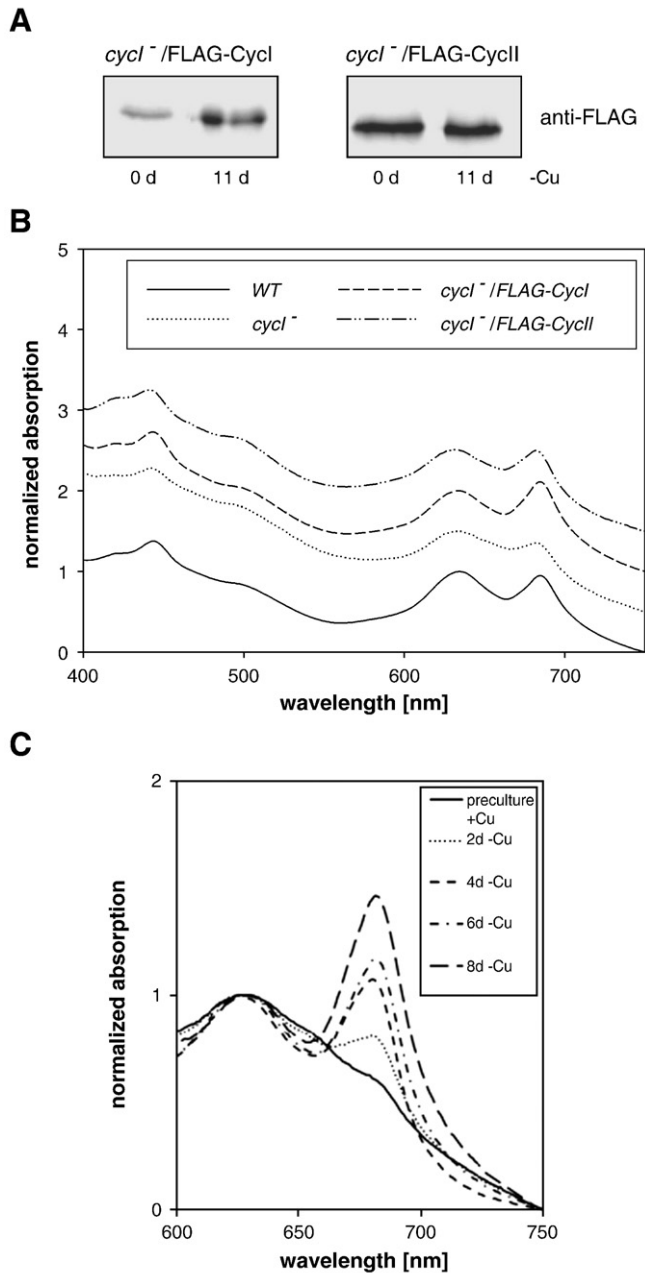 A
cycI ⁻ /FLAG-CycI
cycI ⁻ /FLAG-CycII
anti-FLAG
0 d
11 d
0 d
11 d
-Cu
B
5
4
3
2
1
0
normalized absorption
WT
cycI ⁻ /FLAG-CycI
cycI ⁻
cycI ⁻ /FLAG-CycII
400
500
600
700
wavelength [nm]
C
2
1
0
normalized absorption
preculture
+Cu
2d -Cu
4d -Cu
6d -Cu
8d -Cu
600
650
700
750
wavelength [nm]